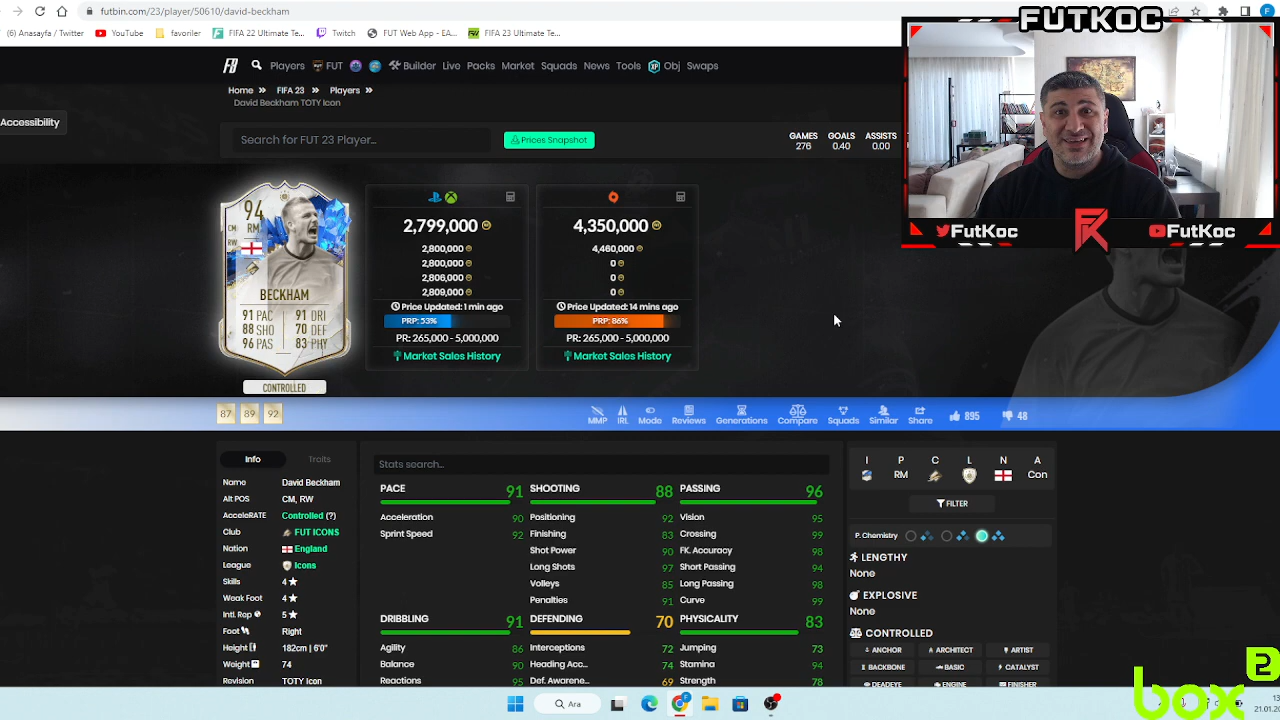 futbin.com/23/player/50610/david-beckham
FUTKOC
(6) Anasayfa / Twitter
YouTube
favoriler
FIFA 22 Ultimate Te...
Twitch
EA...
FIFA 23 Ultimate Tea...
Players
FUT
Builder
Live
Packs
Market
Squads
News
Tools
Obj
Swaps
Home
FIFA 23
Players
David Beckham TOTY Icon
Accessibility
Search for FUT 23 Player...
Prices Snapshot
GAMES
276
GOALS
0.40
ASSISTS
0.00
FutKoc
FK
FutKoc
94
RM
CM
RW
BECKHAM
91 PAC
91 DRI
88 SHO
70 DEF
96 PAS
83 PHY
CONTROLLED
2,799,000
2,800,000
2,800,000
2,806,000
2,809,000
Price Updated: 1 min ago
PRP: 53%
PR: 265,000 - 5,000,000
Market Sales History
4,350,000
4,460,000
0
0
0
Price Updated: 14 mins ago
PRP: 86%
PR: 265,000 - 5,000,000
Market Sales History
87
89
92
MMP
IRL
Mode
Reviews
Generations
Compare
Squads
Similar
Share
895
48
Info
Traits
Name David Beckham
Alt POS CM, RW
AcceleRATE Controlled (?)
Club FUT ICONS
Nation England
League Icons
Skills 4
Weak Foot 4
Intl. Rep 5
Foot Right
Height 182cm | 6'0"
Weight 74
Revision TOTY Icon
Stats search...
PACE 91
Acceleration 90
Sprint Speed 92
SHOOTING 88
Positioning 92
Finishing 83
Shot Power 90
Long Shots 97
Volleys 85
Penalties 91
PASSING 96
Vision 95
Crossing 99
FK. Accuracy 98
Short Passing 94
Long Passing 98
Curve 99
DRIBBLING 91
Agility 86
Balance 90
Reactions 95
DEFENDING 70
Interceptions 72
Heading Acc... 74
Def. Aware... 69
PHYSICALITY 83
Jumping 73
Stamina 94
Strength 78
I P C L N A
RM
Con
FILTER
P. Chemistry
LENGTHY
None
EXPLOSIVE
None
CONTROLLED
ANCHOR
ARCHITECT
ARTIST
BACKBONE
BASIC
CATALYST
DEADEYE
ENGINE
FINISHER
Ara
box2